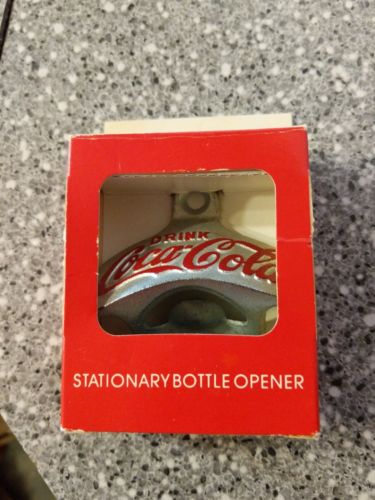 DRINK
Coca-Cola
STATIONARY BOTTLE OPENER